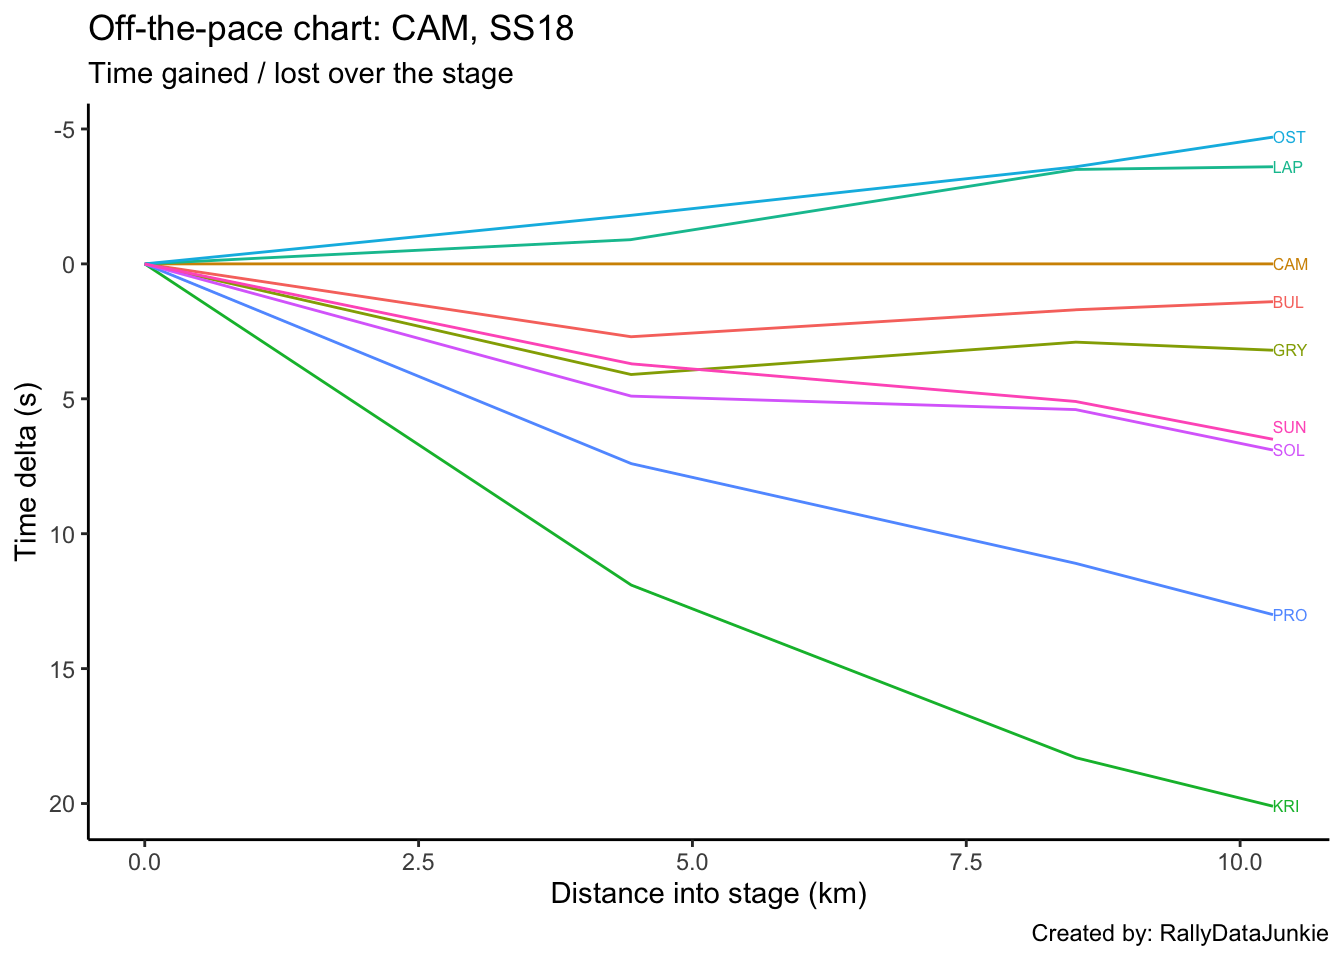 Off-the-pace chart: CAM, SS18
Time gained / lost over the stage
-5
0
5
10
15
20
Time delta (s)
OST
LAP
CAM
BUL
GRY
SUN
SOL
PRO
KRI
0.0
2.5
5.0
7.5
10.0
Distance into stage (km)
Created by: RallyDataJunkie